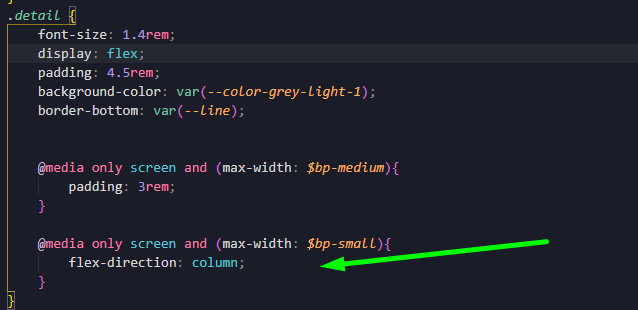 .detail {
font-size: 1.4rem;
display: flex;
padding: 4.5rem;
background-color: var(--color-grey-light-1);
border-bottom: var(--line);
@media only screen and (max-width: $bp-medium){
padding: 3rem;
}
@media only screen and (max-width: $bp-small){
flex-direction: column;
}
}